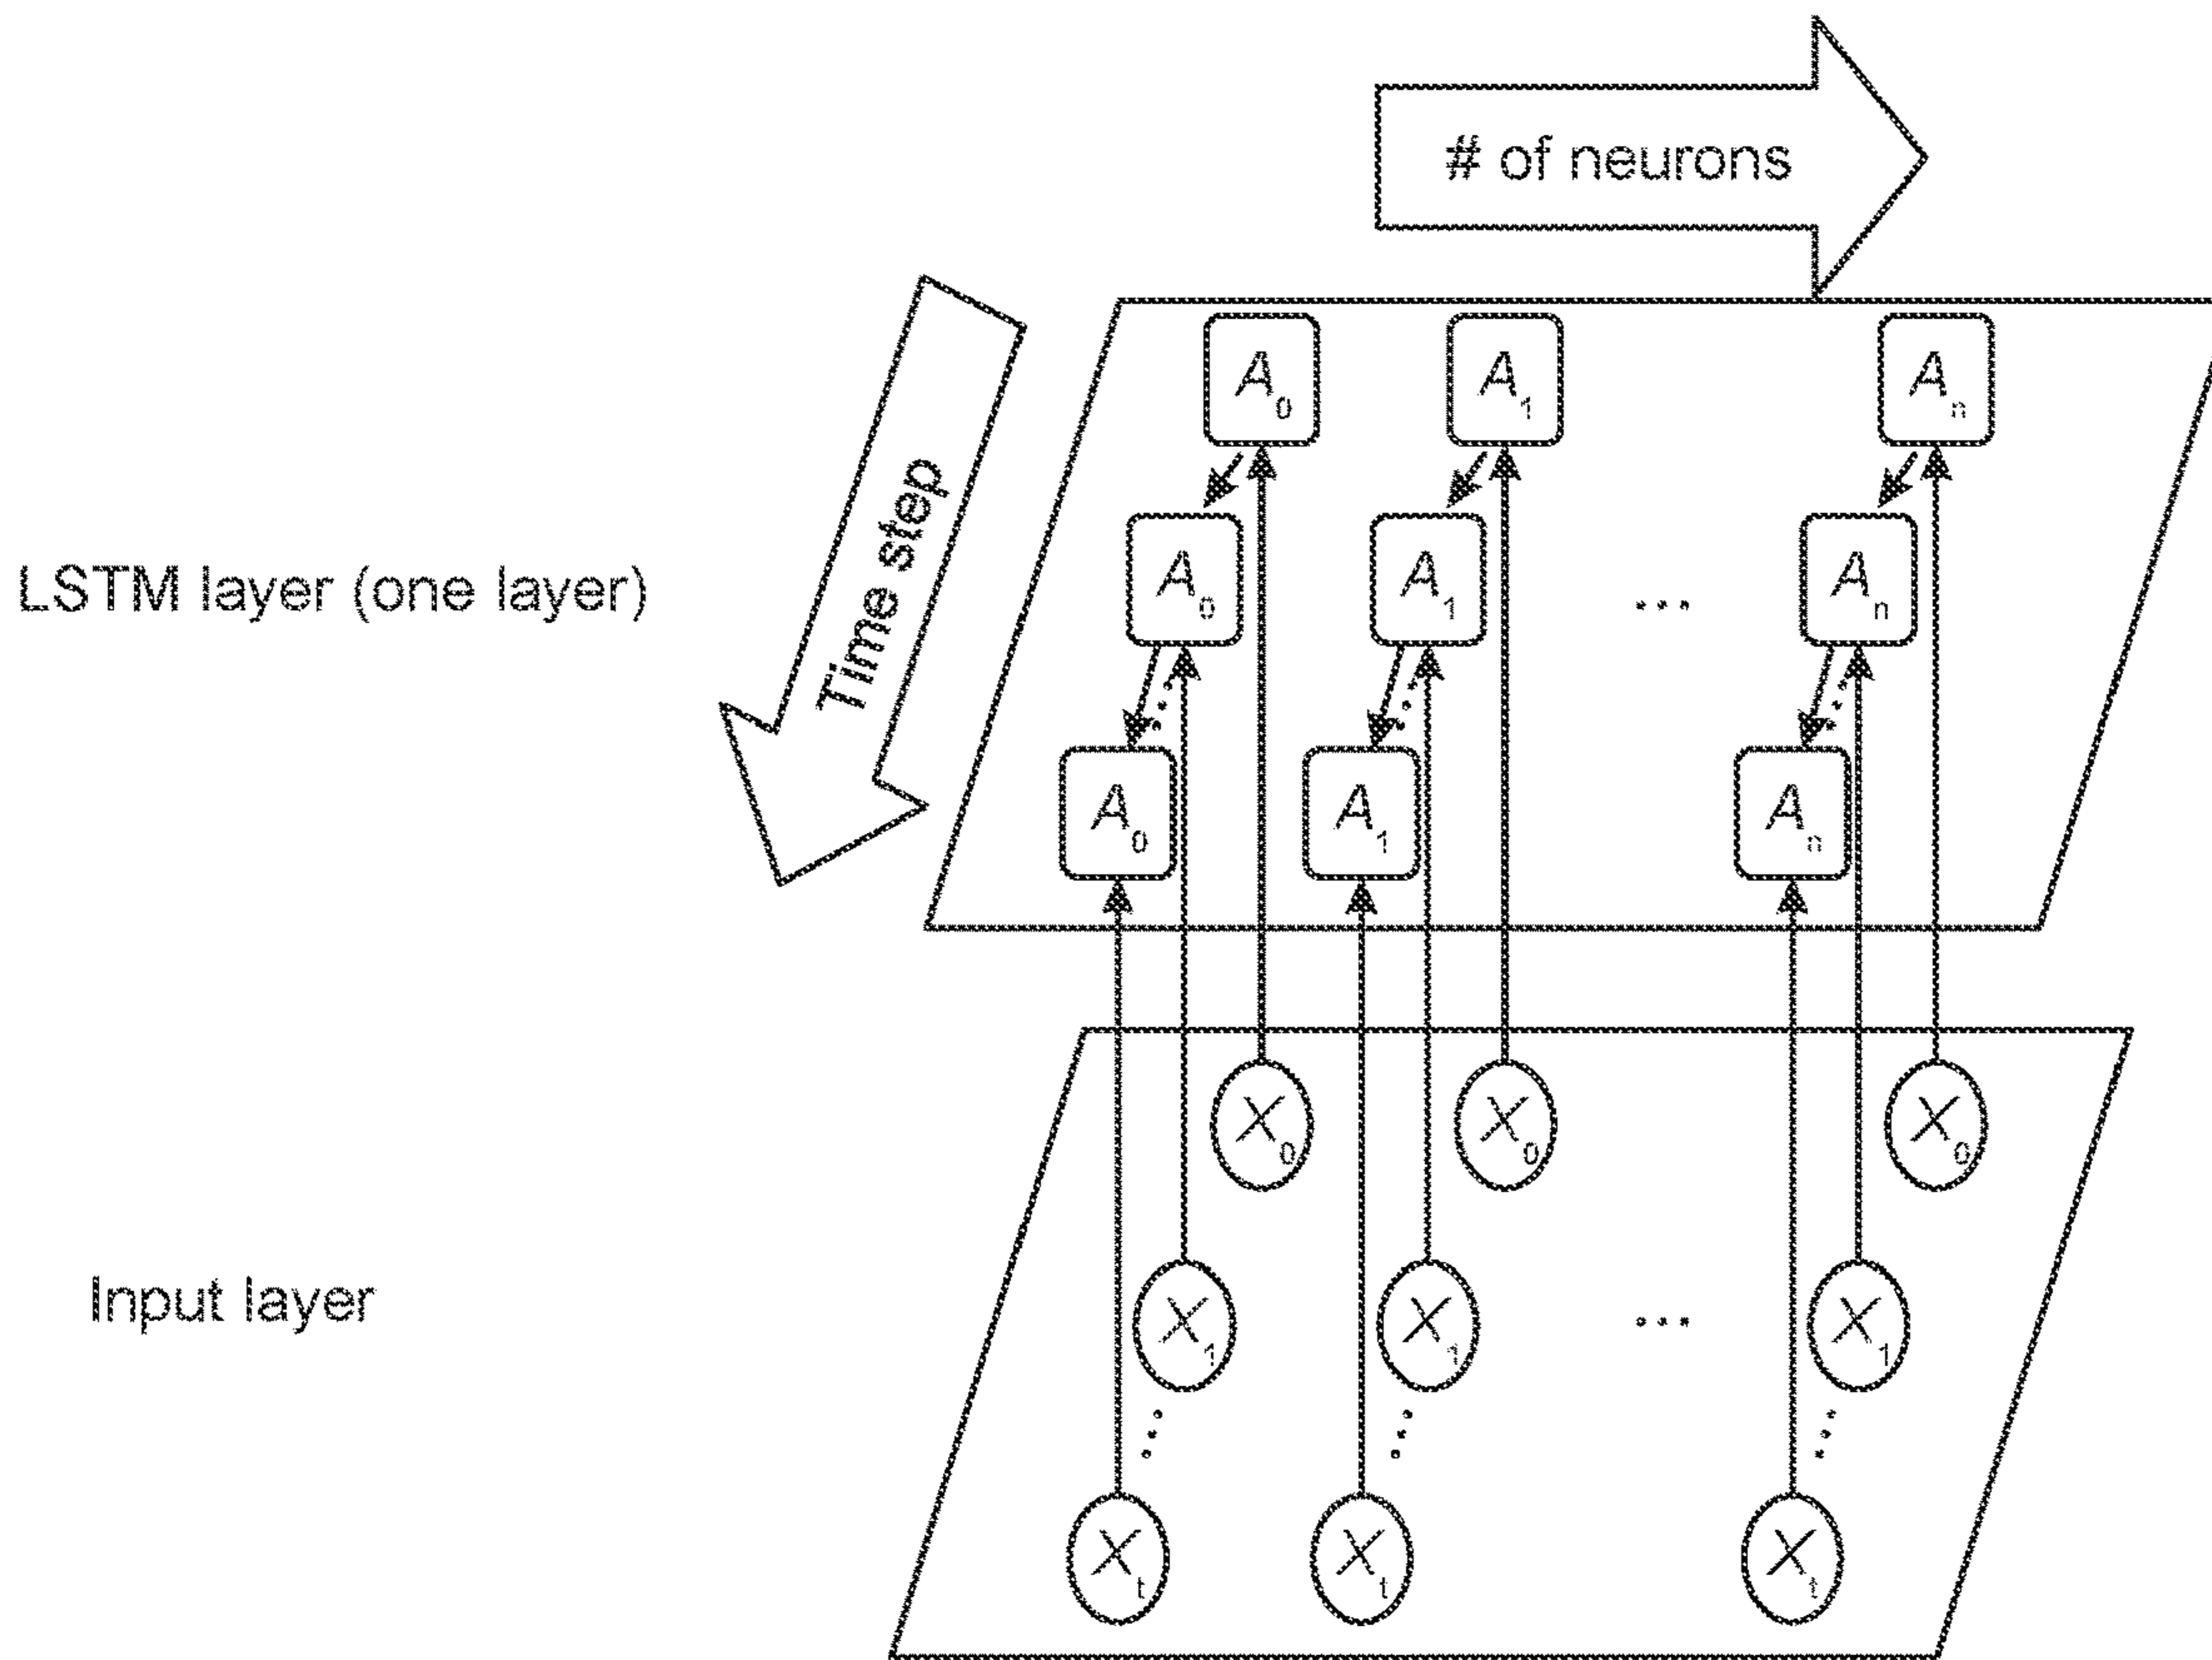 # of neurons
Time step
LSTM layer (one layer)
A0 A1 An
A0 A1 ... An
A0 A1 An
Input layer
X0 X0 X0
X1 X1 ... X1
Xt Xt Xt